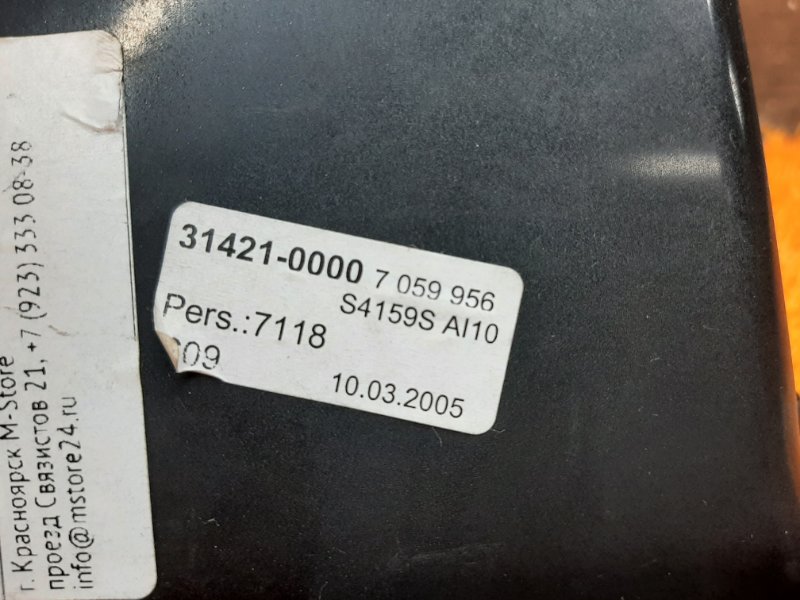 г. Красноярск M-Store
проезд Связистов 21, +7 (923) 333 08-38
info@mstore24.ru
31421-0000 7 059 956
S4159S AI10
Pers.:7118
09
10.03.2005